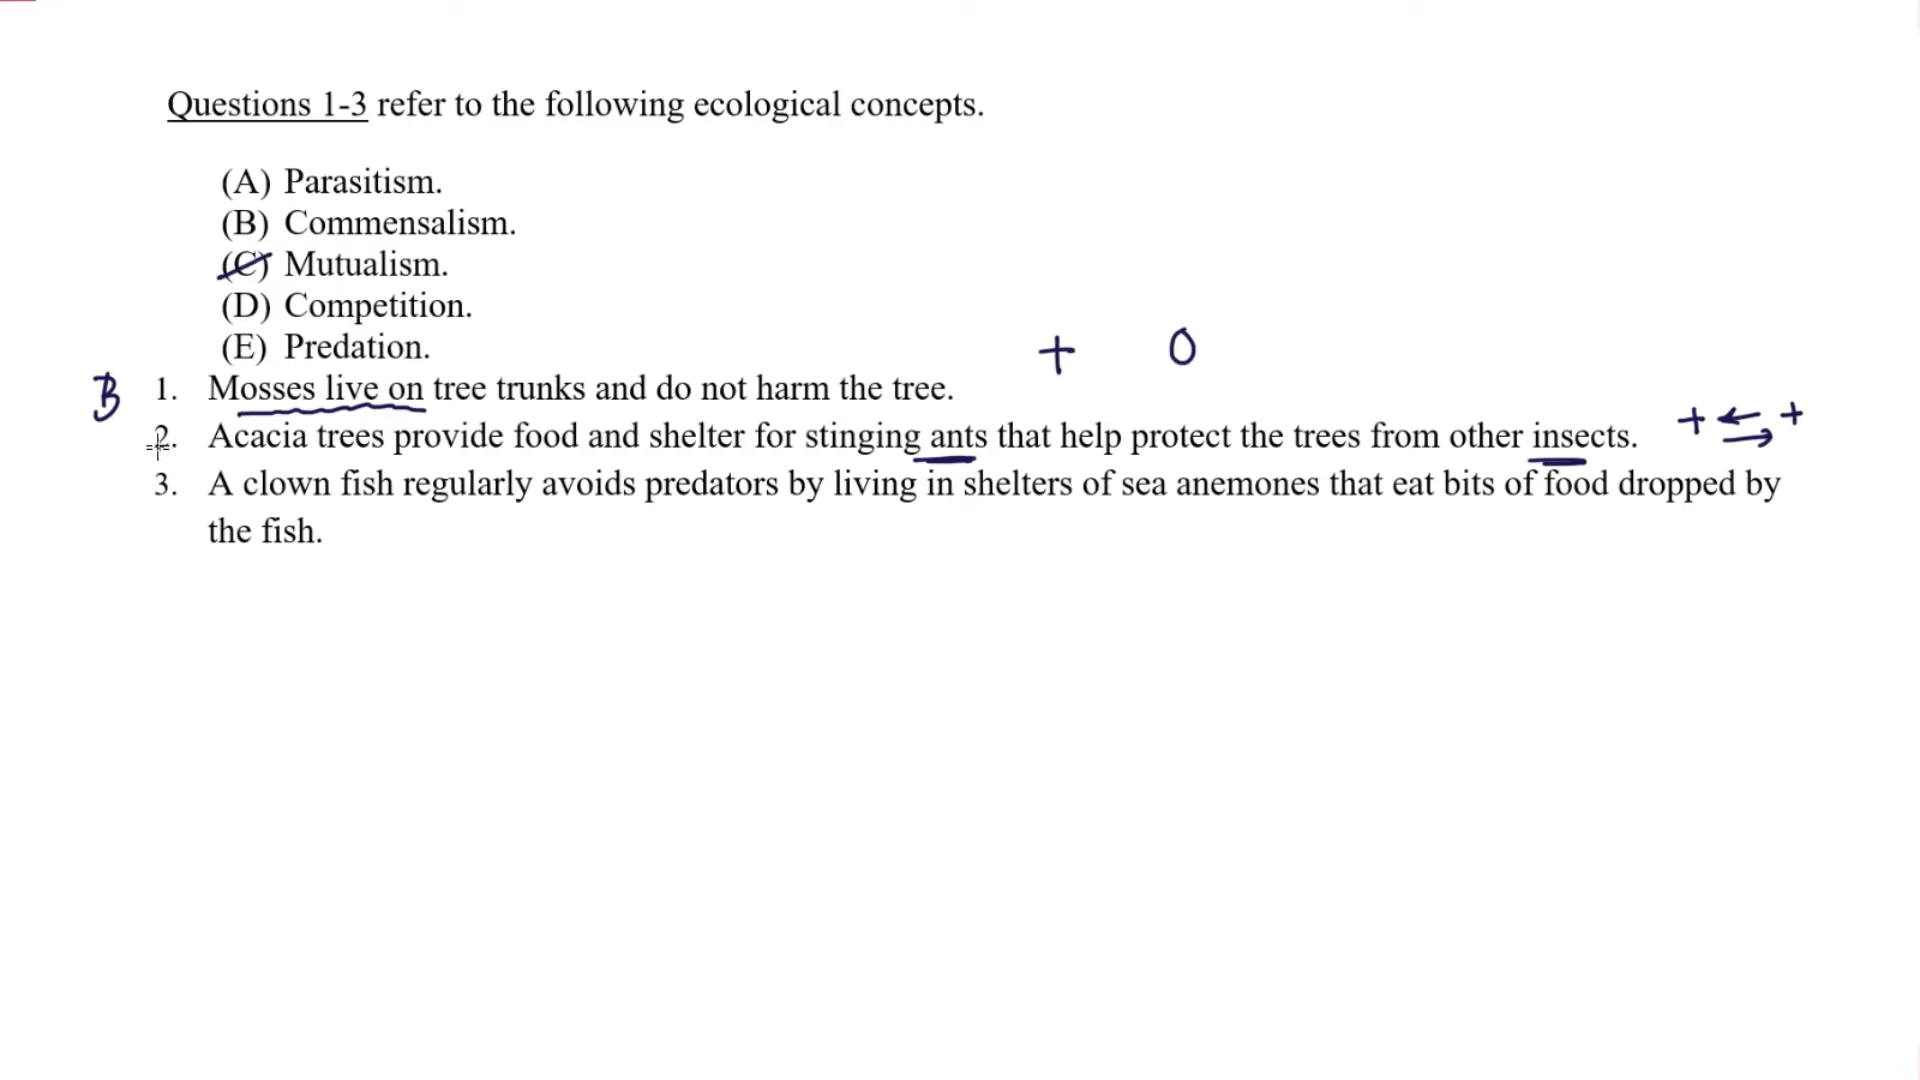 Questions 1-3 refer to the following ecological concepts.
(A) Parasitism.
(B) Commensalism.
(C) Mutualism.
(D) Competition.
(E) Predation.
+ 0
B 1. Mosses live on tree trunks and do not harm the tree.
2. Acacia trees provide food and shelter for stinging ants that help protect the trees from other insects. + ⇆ +
3. A clown fish regularly avoids predators by living in shelters of sea anemones that eat bits of food dropped by
the fish.